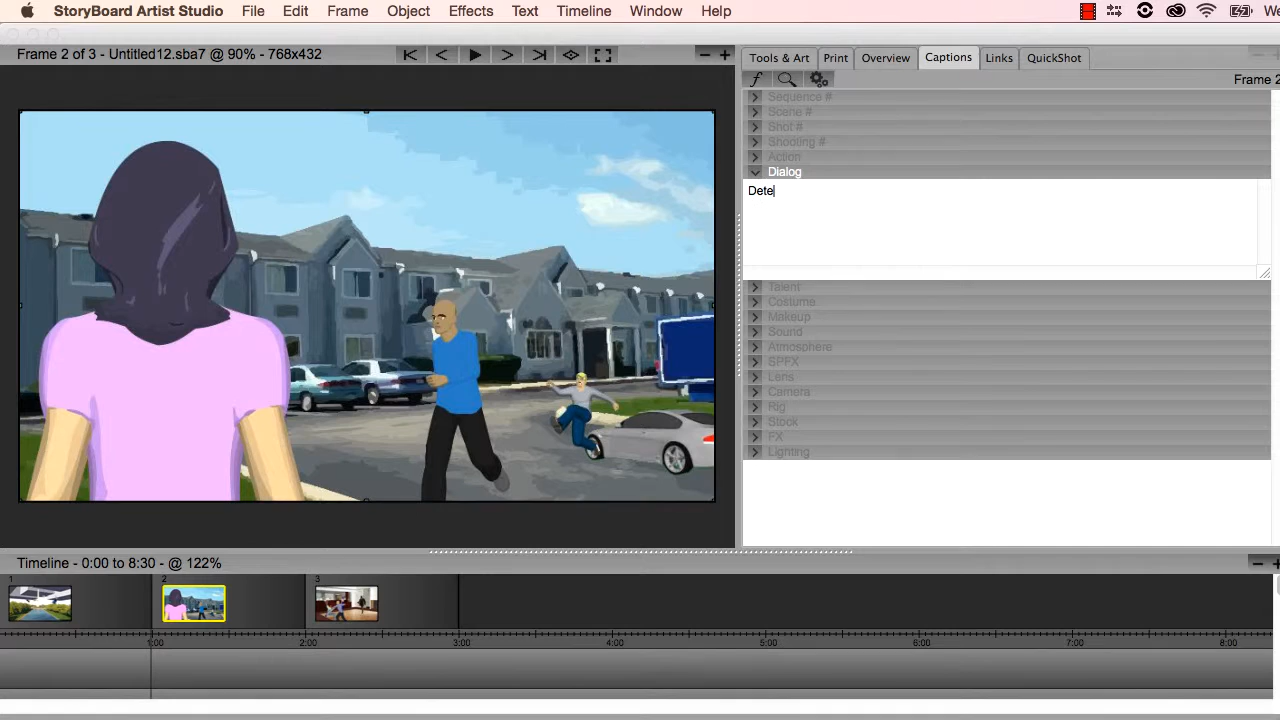 StoryBoard Artist Studio File Edit Frame Object Effects Text Timeline Window Help
Frame 2 of 3 - Untitled12.sba7 @ 90% - 768x432
Tools & Art Print Overview Captions Links QuickShot
Frame 2
Sequence #
Scene #
Shot #
Shooting #
Action
Dialog
Dete
Talent
Costume
Makeup
Sound
Atmosphere
SPFX
Lens
Camera
Rig
Stock
FX
Lighting
Timeline - 0:00 to 8:30 - @ 122%
1 2 3
1:00 2:00 3:00 4:00 5:00 6:00 7:00 8:00